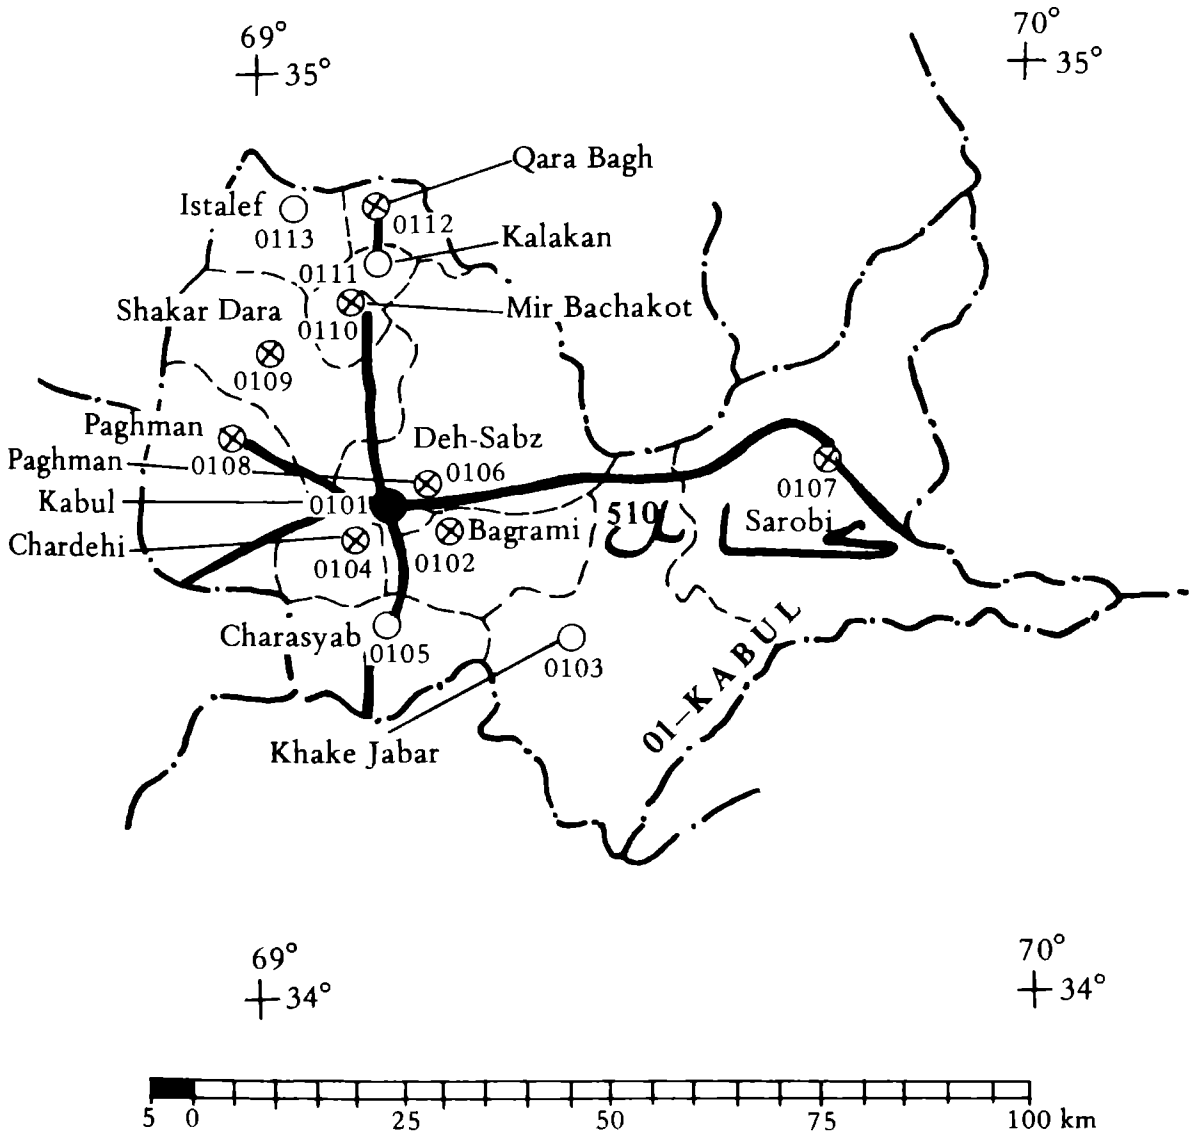 69°
35°
70°
35°
Qara Bagh
Istalef
0112
0113
Kalakan
0111
Shakar Dara
Mir Bachakot
0110
0109
Paghman
Deh-Sabz
Paghman
0108
0106
0107
Kabul
0101
510
Sarobi
Chardehi
Bagrami
0104
0102
Charasyab
0105
0103
01–KABUL
Khake Jabar
69°
34°
70°
34°
5 0 25 50 75 100 km